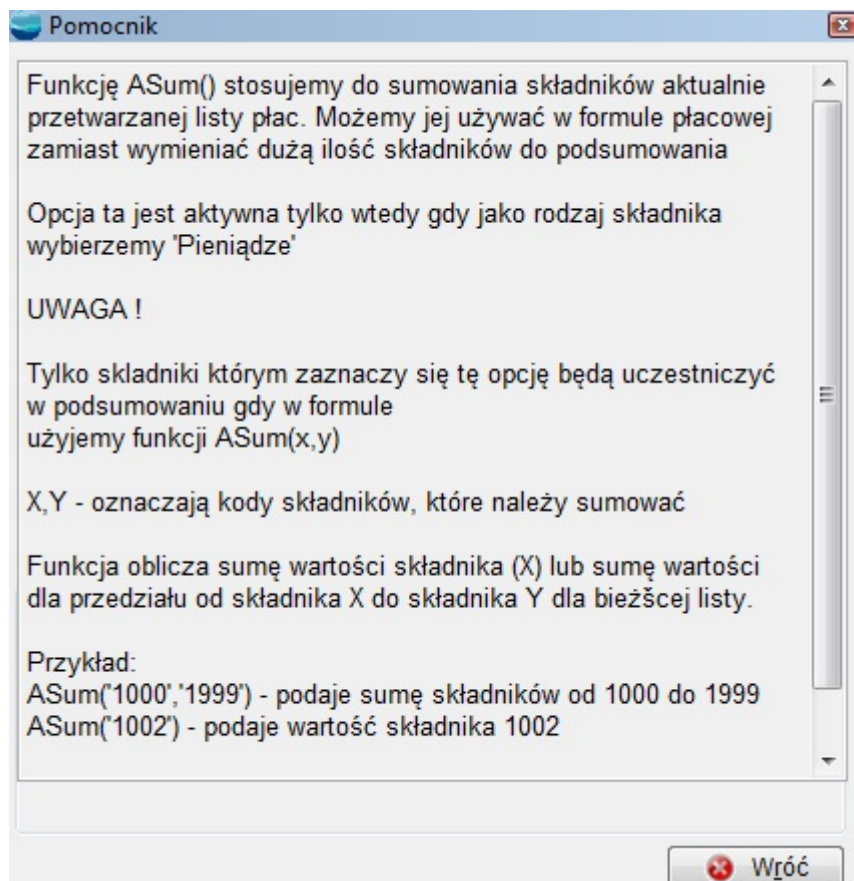 Pomocnik
Funkcję ASum() stosujemy do sumowania składników aktualnie
przetwarzanej listy płac. Możemy jej używać w formule płacowej
zamiast wymieniać dużą ilość składników do podsumowania
Opcja ta jest aktywna tylko wtedy gdy jako rodzaj składnika
wybierzemy 'Pieniądze'
UWAGA !
Tylko skladniki którym zaznaczy się tę opcję będą uczestniczyć
w podsumowaniu gdy w formule
użyjemy funkcji ASum(x,y)
X,Y - oznaczają kody składników, które należy sumować
Funkcja oblicza sumę wartości składnika (X) lub sumę wartości
dla przedziału od składnika X do składnika Y dla bieżšcej listy.
Przykład:
ASum('1000','1999') - podaje sumę składników od 1000 do 1999
ASum('1002') - podaje wartość składnika 1002
Wróć